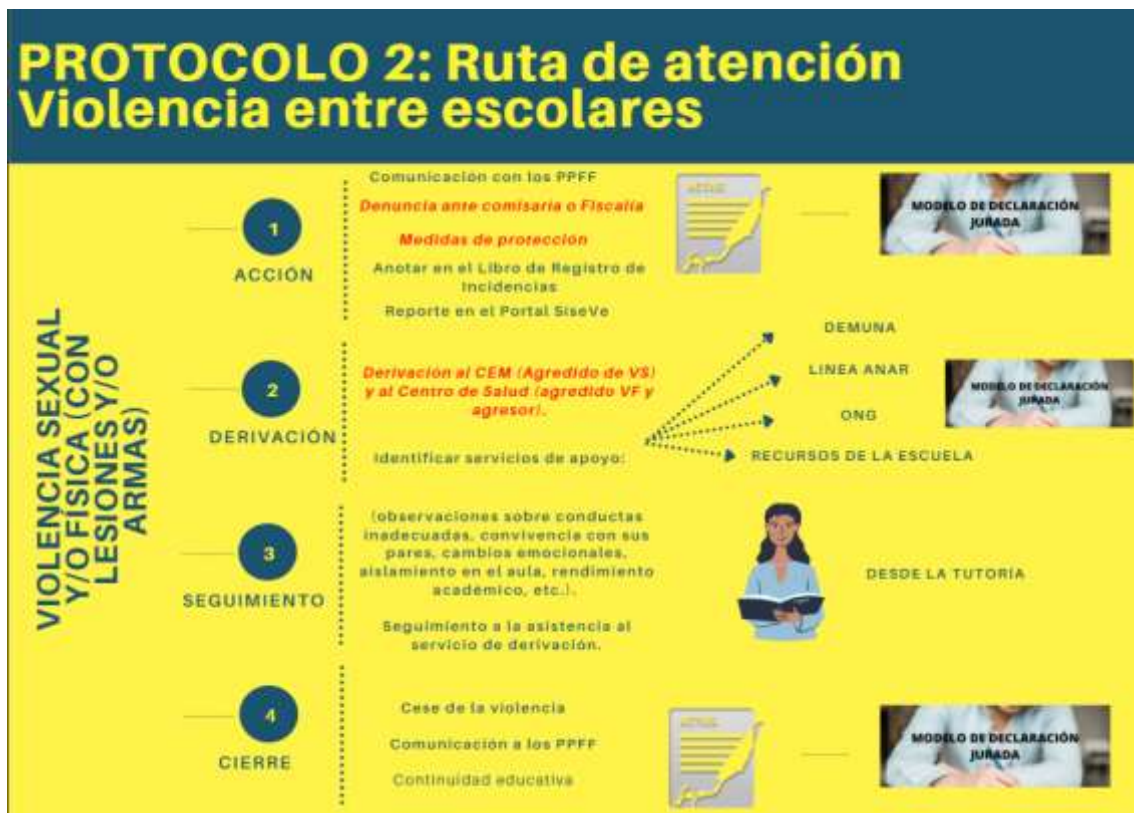 PROTOCOLO 2: Ruta de atención
Violencia entre escolares
VIOLENCIA SEXUAL
Y/O FÍSICA (CON
LESIONES Y/O
ARMAS)
1
ACCIÓN
Comunicación con los PPFF
Denuncia ante comisaria o Fiscalía
Medidas de protección
Anotar en el Libro de Registro de
Incidencias
Reporte en el Portal SiseVe
MODELO DE DECLARACIÓN
JURADA
2
DERIVACIÓN
Derivación al CEM (Agredido de VS)
y al Centro de Salud (agredido VF y
agresor).
Identificar servicios de apoyo:
DEMUNA
LINEA ANAR
ONG
RECURSOS DE LA ESCUELA
MODELO DE DECLARACIÓN
JURADA
3
SEGUIMIENTO
(observaciones sobre conductas
inadecuadas, convivencia con sus
pares, cambios emocionales,
aislamiento en el aula, rendimiento
académico, etc.).
Seguimiento a la asistencia al
servicio de derivación.
DESDE LA TUTORÍA
4
CIERRE
Cese de la violencia
Comunicación a los PPFF
Continuidad educativa
MODELO DE DECLARACIÓN
JURADA